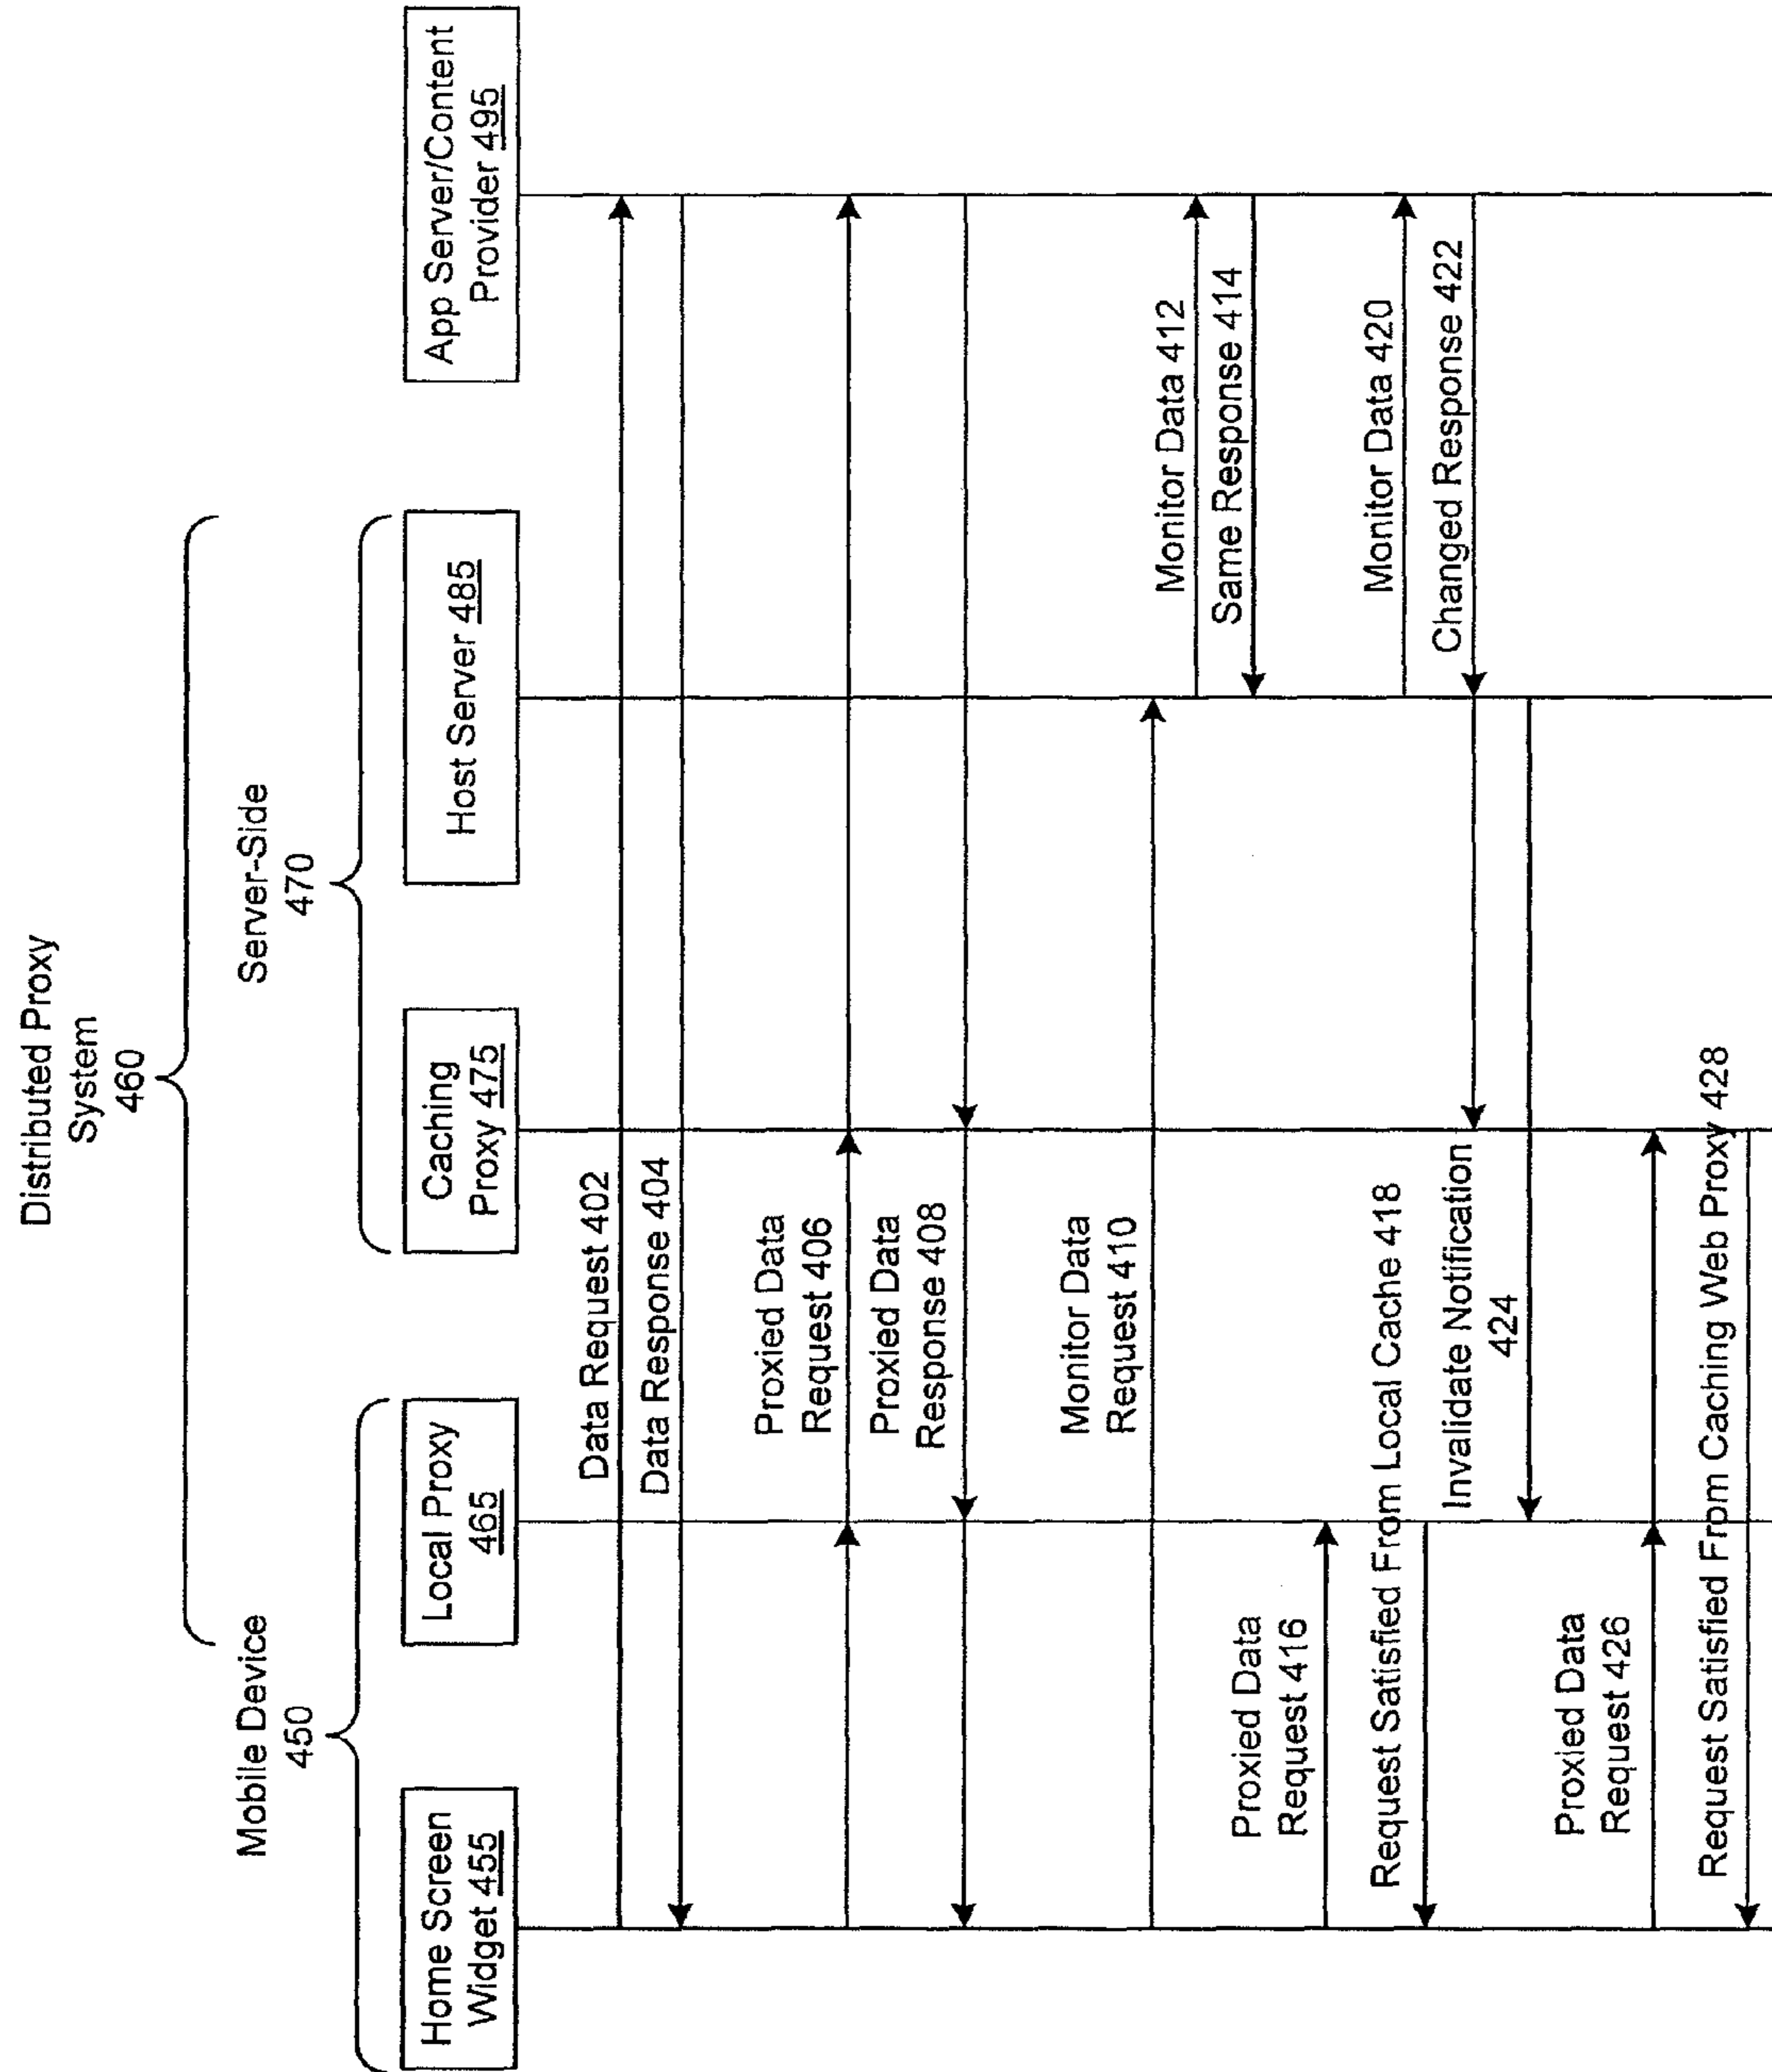 Distributed Proxy
System
460
Mobile Device
450
Server-Side
470
Home Screen
Widget 455
Local Proxy
465
Caching
Proxy 475
Host Server 485
App Server/Content
Provider 495
Data Request 402
Data Response 404
Proxied Data
Request 406
Proxied Data
Response 408
Monitor Data
Request 410
Monitor Data 412
Same Response 414
Proxied Data
Request 416
Request Satisfied From Local Cache 418
Monitor Data 420
Changed Response 422
Invalidate Notification
424
Proxied Data
Request 426
Request Satisfied From Caching Web Proxy 428